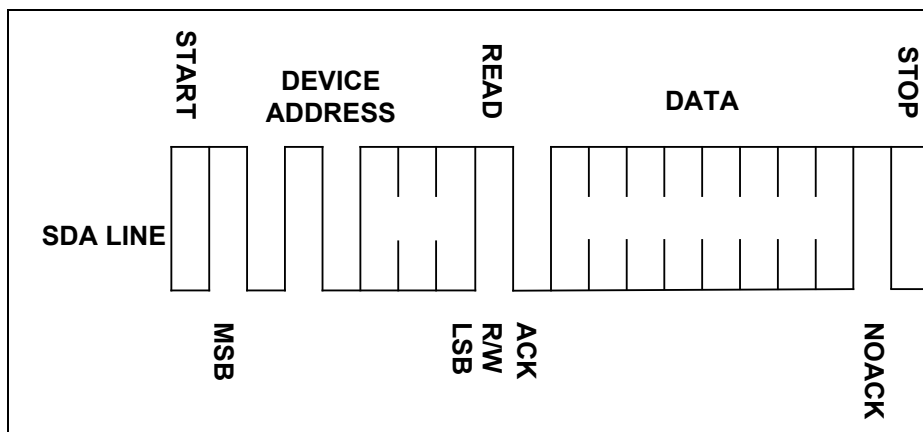 START
DEVICE
ADDRESS
READ
DATA
STOP
SDA LINE
MSB
LSB
R/W
ACK
NOACK